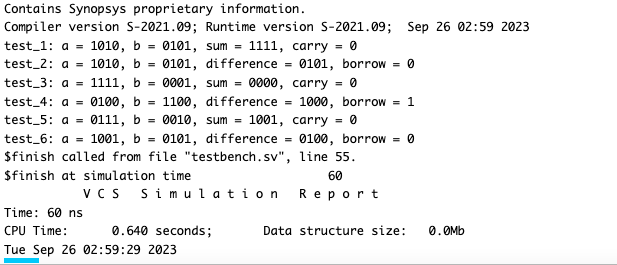 Contains Synopsys proprietary information.
Compiler version S-2021.09; Runtime version S-2021.09;  Sep 26 02:59 2023
test_1: a = 1010, b = 0101, sum = 1111, carry = 0
test_2: a = 1010, b = 0101, difference = 0101, borrow = 0
test_3: a = 1111, b = 0001, sum = 0000, carry = 0
test_4: a = 0100, b = 1100, difference = 1000, borrow = 1
test_5: a = 0111, b = 0010, sum = 1001, carry = 0
test_6: a = 1001, b = 0101, difference = 0100, borrow = 0
$finish called from file "testbench.sv", line 55.
$finish at simulation time                   60
           V C S   S i m u l a t i o n   R e p o r t
Time: 60 ns
CPU Time:      0.640 seconds;       Data structure size:   0.0Mb
Tue Sep 26 02:59:29 2023